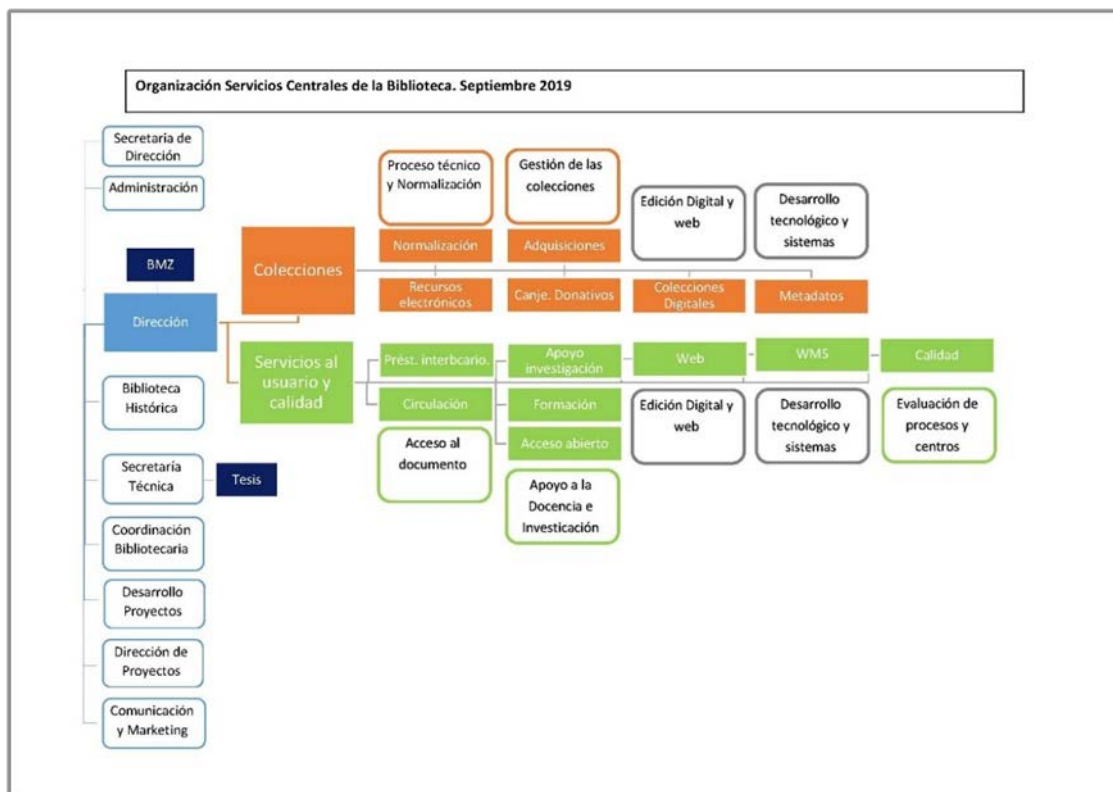 Organización Servicios Centrales de la Biblioteca. Septiembre 2019
Secretaria de
Dirección
Administración
BMZ
Dirección
Biblioteca
Histórica
Secretaría
Técnica
Tesis
Coordinación
Bibliotecaria
Desarrollo
Proyectos
Dirección de
Proyectos
Comunicación
y Marketing
Colecciones
Proceso técnico
y Normalización
Gestión de las
colecciones
Edición Digital y
web
Desarrollo
tecnológico y
sistemas
Normalización
Adquisiciones
Recursos
electrónicos
Canje. Donativos
Colecciones
Digitales
Metadatos
Servicios al
usuario y
calidad
Prést. interbcario.
Apoyo
investigación
Web
WMS
Calidad
Circulación
Formación
Acceso abierto
Acceso al
documento
Apoyo a la
Docencia e
Investicación
Edición Digital y
web
Desarrollo
tecnológico y
sistemas
Evaluación de
procesos y
centros